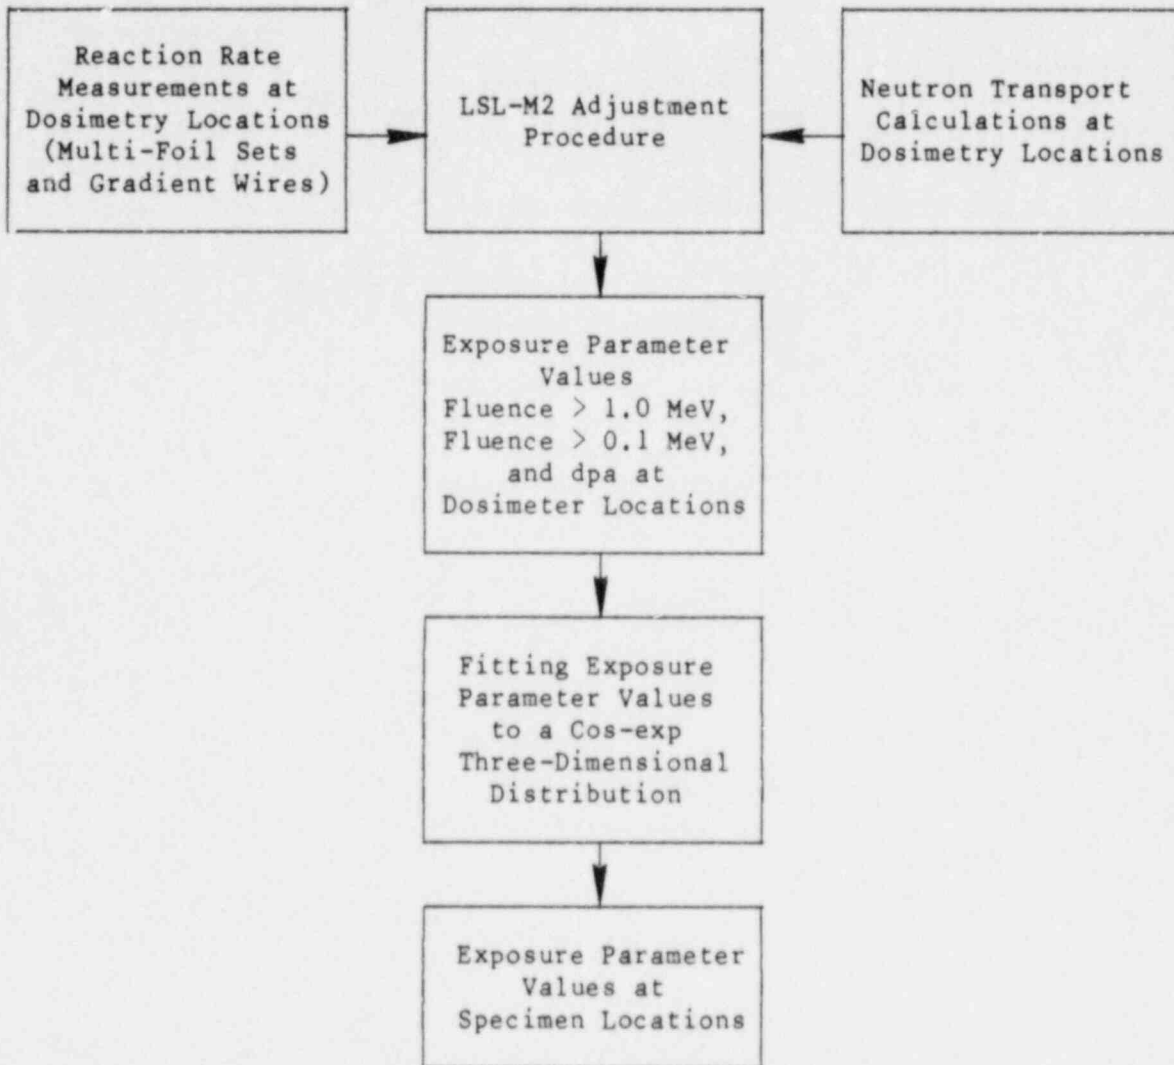 Reaction Rate
Measurements at
Dosimetry Locations
(Multi-Foil Sets
and Gradient Wires)
LSL-M2 Adjustment
Procedure
Neutron Transport
Calculations at
Dosimetry Locations
Exposure Parameter
Values
Fluence > 1.0 MeV,
Fluence > 0.1 MeV,
and dpa at
Dosimeter Locations
Fitting Exposure
Parameter Values
to a Cos-exp
Three-Dimensional
Distribution
Exposure Parameter
Values at
Specimen Locations